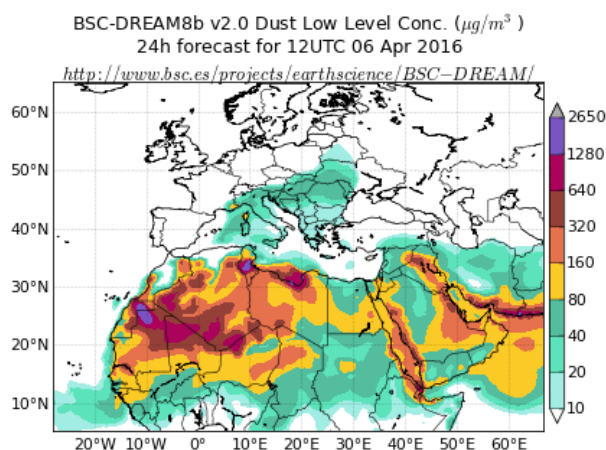 BSC-DREAM8b v2.0 Dust Low Level Conc. (μg/m³ )
24h forecast for 12UTC 06 Apr 2016
http://www.bsc.es/projects/earthscience/BSC−DREAM/
60°N
50°N
40°N
30°N
20°N
10°N
20°W 10°W 0° 10°E 20°E 30°E 40°E 50°E 60°E
2650
1280
640
320
160
80
40
20
10